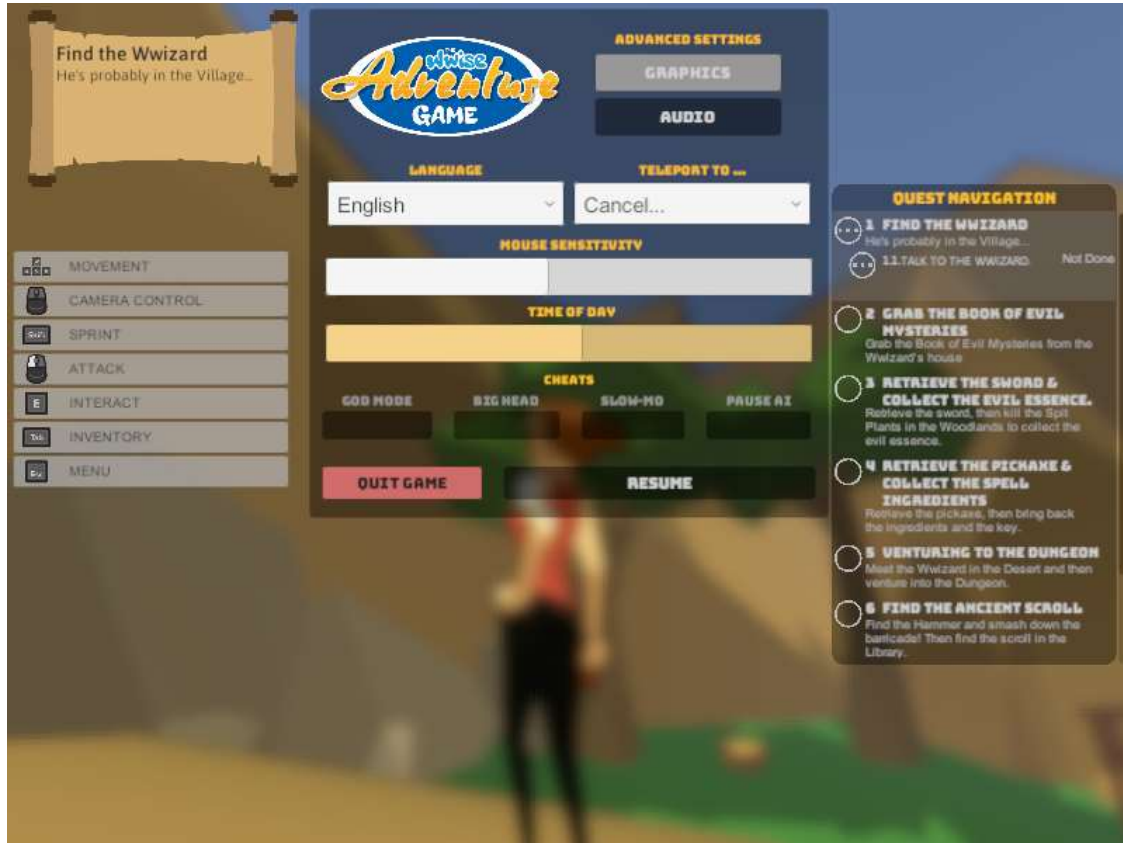 Find the Wwizard
He's probably in the Village...
MOVEMENT
CAMERA CONTROL
SPRINT
ATTACK
E
INTERACT
Tab
INVENTORY
MENU
wwise
Adventure
GAME
ADVANCED SETTINGS
GRAPHICS
AUDIO
LANGUAGE
TELEPORT TO ...
English
Cancel...
MOUSE SENSITIVITY
TIME OF DAY
CHEATS
GOD MODE
BIG HEAD
SLOW-MO
PAUSE AI
QUIT GAME
RESUME
QUEST NAVIGATION
1 FIND THE WWIZARD
He's probably in the Village...
1.1. TALK TO THE WWIZARD. Not Done
2 GRAB THE BOOK OF EVIL
MYSTERIES
Grab the Book of Evil Mysteries from the
Wwizard's house
3 RETRIEVE THE SWORD &
COLLECT THE EVIL ESSENCE.
Retrieve the sword, then kill the Spit
Plants in the Woodlands to collect the
evil essence.
4 RETRIEVE THE PICKAXE &
COLLECT THE SPELL
INGREDIENTS
Retrieve the pickaxe, then bring back
the ingredients and the key.
5 VENTURING TO THE DUNGEON
Meet the Wwizard in the Desert and then
venture into the Dungeon.
6 FIND THE ANCIENT SCROLL
Find the Hammer and smash down the
barricade! Then find the scroll in the
Library.